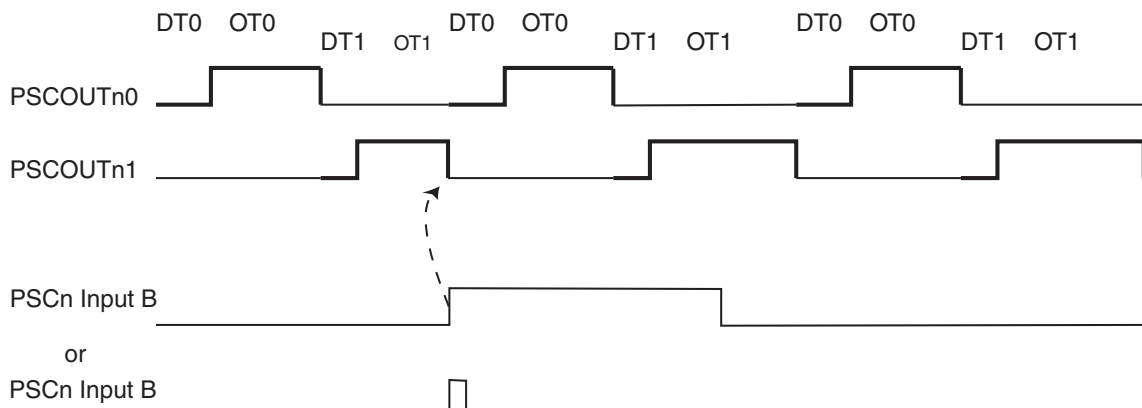 DT0 OT0 DT0 OT0 DT0 OT0
DT1 OT1 DT1 OT1 DT1 OT1
PSCOUTn0
PSCOUTn1
PSCn Input B
or
PSCn Input B